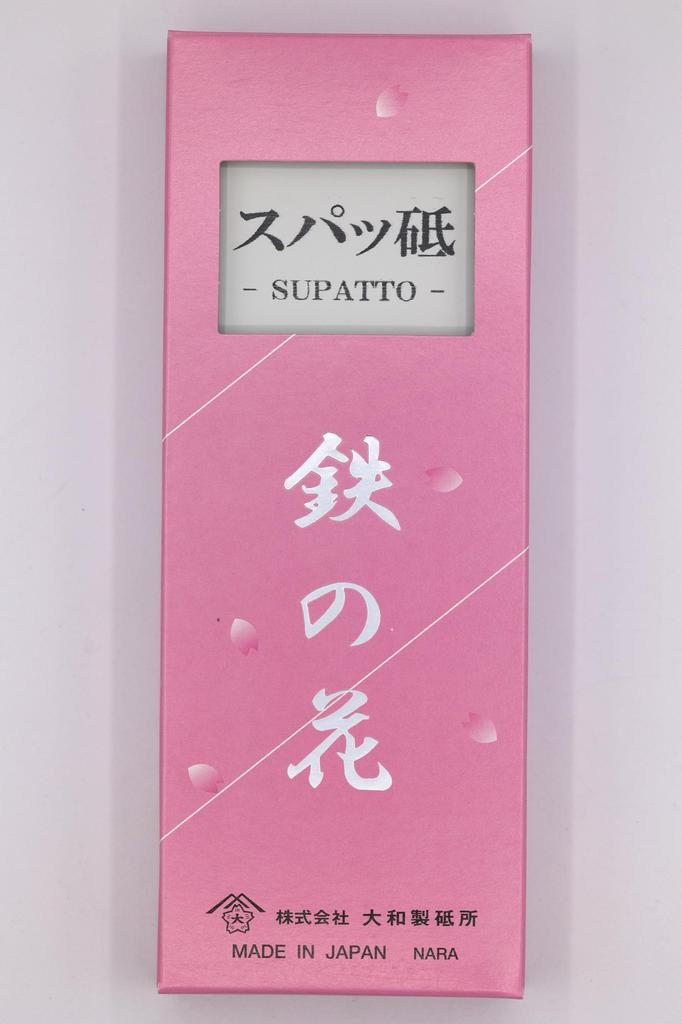 スパッ砥
- SUPATTO -
鉄の花
大
株式会社 大和製砥所
MADE IN JAPAN NARA